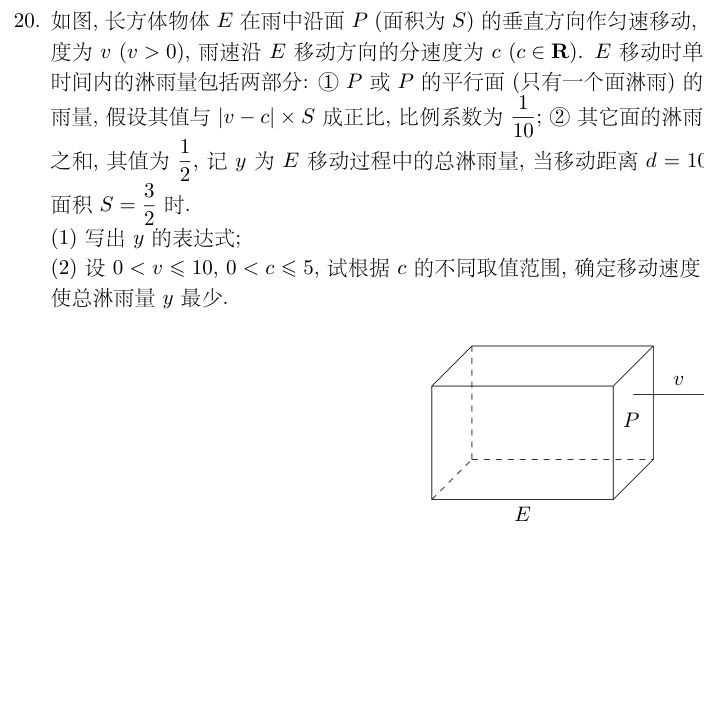 20. 如图, 长方体物体 E 在雨中沿面 P (面积为 S) 的垂直方向作匀速移动,
度为 v (v > 0), 雨速沿 E 移动方向的分速度为 c (c ∈ R). E 移动时单
时间内的淋雨量包括两部分: ① P 或 P 的平行面 (只有一个面淋雨) 的
雨量, 假设其值与 |v − c| × S 成正比, 比例系数为 1/10; ② 其它面的淋雨
之和, 其值为 1/2, 记 y 为 E 移动过程中的总淋雨量, 当移动距离 d = 10
面积 S = 3/2 时.
(1) 写出 y 的表达式;
(2) 设 0 < v ⩽ 10, 0 < c ⩽ 5, 试根据 c 的不同取值范围, 确定移动速度
使总淋雨量 y 最少.
v
P
E